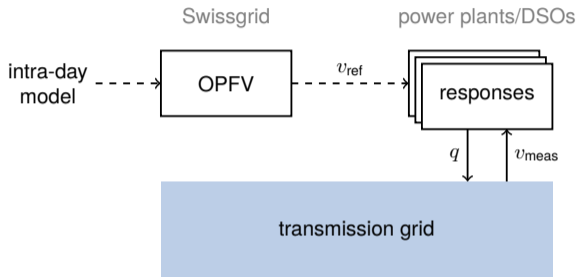 Swissgrid
power plants/DSOs
intra-day
model
OPFV
v_ref
responses
q
v_meas
transmission grid